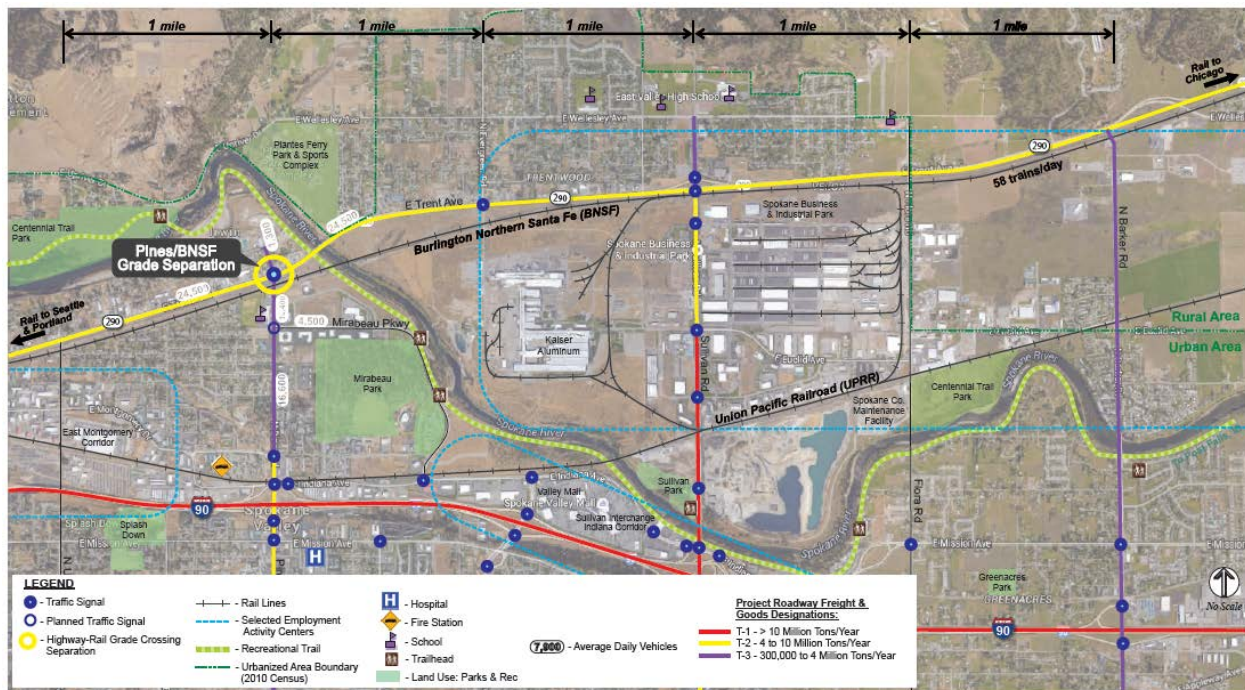 1 mile
1 mile
1 mile
1 mile
1 mile
Rail to
Chicago
East Valley High School
E Wellesley Ave
E Wellesley Ave
Plantes Ferry
Park & Sports
Complex
290
TRENTWOOD
58 trains/day
E Trent Ave
290
Burlington Northern Santa Fe (BNSF)
Spokane Business
& Industrial Park
Spokane Business
& Industrial Park
Centennial Trail
Park
Spokane River
24,500
Pines/BNSF
Grade Separation
N Barker Rd
24,500
Rail to Seattle
& Portland
290
4,500
Mirabeau Pkwy
Kaiser
Aluminum
E Euclid Ave
Sullivan Rd
Rural Area
Urban Area
Mirabeau
Park
16,600
Union Pacific Railroad (UPRR)
Spokane Co.
Maintenance
Facility
Centennial Trail
Park
Spokane River
East Montgomery
Corridor
Spokane River
E Indiana Ave
Indiana Ave
Valley Mall
Spokane Valley Mall
Sullivan
Park
Sullivan Interchange
Indiana Corridor
Flora Rd
90
Spokane
Valley
Splash
Down
E Mission Ave
E Mission Ave
Spokane River
Greenacres
Park
GREENACRES
90
No Scale
LEGEND
- Traffic Signal
- Planned Traffic Signal
- Highway-Rail Grade Crossing
Separation
- Rail Lines
- Selected Employment
Activity Centers
- Recreational Trail
- Urbanized Area Boundary
(2010 Census)
H - Hospital
- Fire Station
- School
- Trailhead
- Land Use: Parks & Rec
7,900 - Average Daily Vehicles
Project Roadway Freight &
Goods Designations:
T-1 - > 10 Million Tons/Year
T-2 - 4 to 10 Million Tons/Year
T-3 - 300,000 to 4 Million Tons/Year